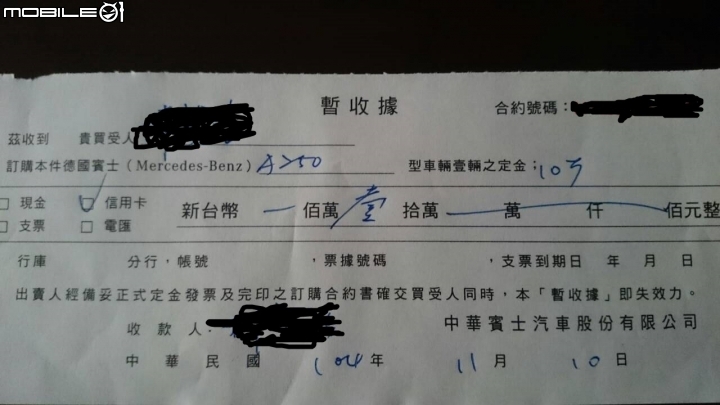 MOBILE01
暫收據
合約號碼：
茲收到 貴買受人
訂購本件德國賓士（Mercedes-Benz）A250 型車輛壹輛之定金：10万
□ 現金 □ 信用卡 新台幣 一 佰萬 壹 拾萬 萬 仟 佰元整
□ 支票 □ 電匯
行庫 分行，帳號 ，票據號碼 ，支票到期日 年 月 日
出賣人經備妥正式定金發票及完印之訂購合約書確交買受人同時，本「暫收據」即失效力。
收款人： 中華賓士汽車股份有限公司
中華民國 104 年 11 月 10 日